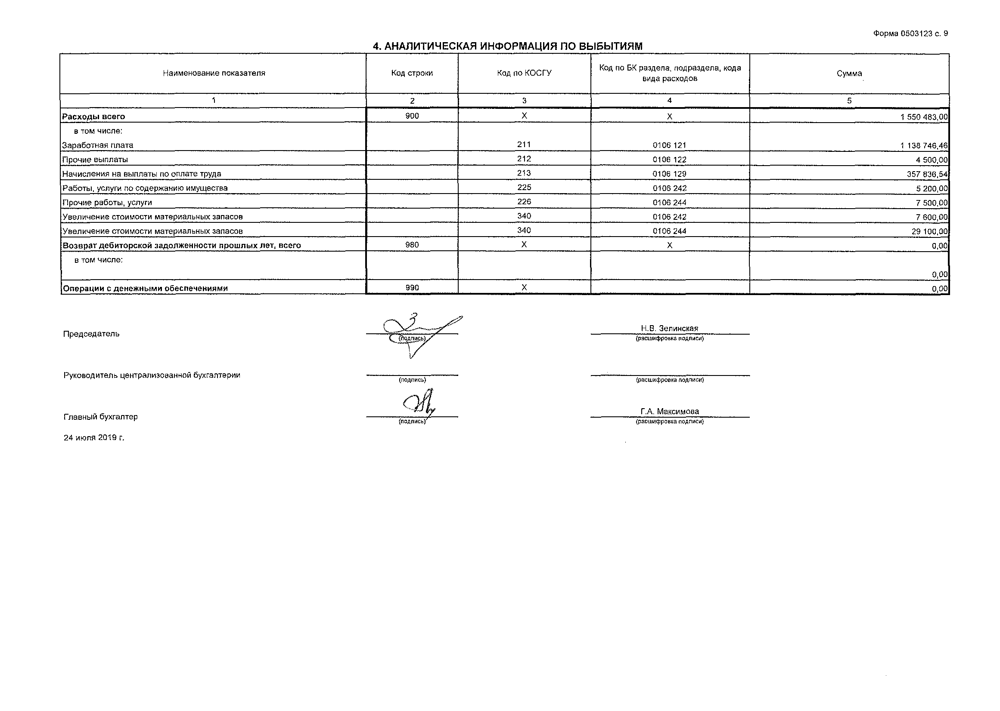 Форма 0503123 с. 9
4. АНАЛИТИЧЕСКАЯ ИНФОРМАЦИЯ ПО ВЫБЫТИЯМ
Наименование показателя Код строки Код по КОСГУ Код по БК раздела, подраздела, кода вида расходов Сумма
1 2 3 4 5
Расходы всего 900 X X 1 550 483,00
в том числе:
Заработная плата 211 0106 121 1 138 746,46
Прочие выплаты 212 0106 122 4 500,00
Начисления на выплаты по оплате труда 213 0106 129 357 836,54
Работы, услуги по содержанию имущества 225 0106 242 5 200,00
Прочие работы, услуги 226 0106 244 7 500,00
Увеличение стоимости материальных запасов 340 0106 242 7 600,00
Увеличение стоимости материальных запасов 340 0106 244 29 100,00
Возврат дебиторской задолженности прошлых лет, всего 980 X X 0,00
в том числе:
0,00
Операции с денежными обеспечениями 990 X 0,00
Председатель Н.В. Зелинская
(подпись) (расшифровка подписи)
Руководитель централизованной бухгалтерии
(подпись) (расшифровка подписи)
Главный бухгалтер Г.А. Максимова
(подпись) (расшифровка подписи)
24 июля 2019 г.